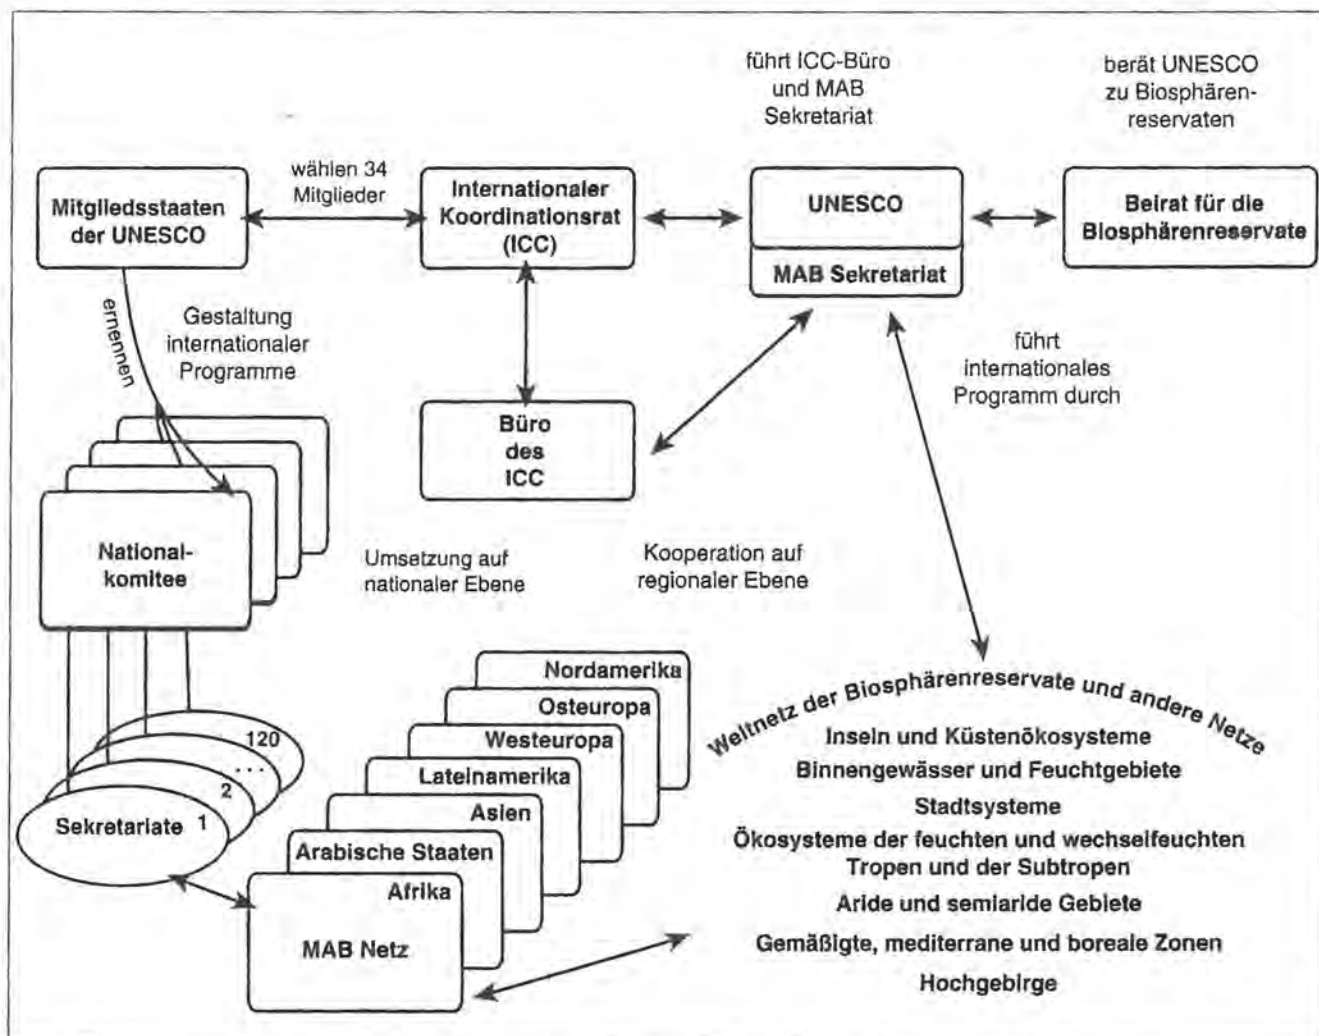 führt ICC-Büro
und MAB
Sekretariat
berät UNESCO
zu Biosphären-
reservaten
Mitgliedsstaaten
der UNESCO
wählen 34
Mitglieder
Internationaler
Koordinationsrat
(ICC)
UNESCO
MAB Sekretariat
Beirat für die
Biosphärenreservate
ernennen
Gestaltung
internationaler
Programme
führt
internationales
Programm durch
Büro
des
ICC
National-
komitee
Umsetzung auf
nationaler Ebene
Kooperation auf
regionaler Ebene
Sekretariate 1
2
...
120
Nordamerika
Osteuropa
Westeuropa
Lateinamerika
Asien
Arabische Staaten
Afrika
MAB Netz
Weltnetz der Biosphärenreservate und andere Netze
Inseln und Küstenökosysteme
Binnengewässer und Feuchtgebiete
Stadtsysteme
Ökosysteme der feuchten und wechselfeuchten
Tropen und der Subtropen
Aride und semiaride Gebiete
Gemäßigte, mediterrane und boreale Zonen
Hochgebirge